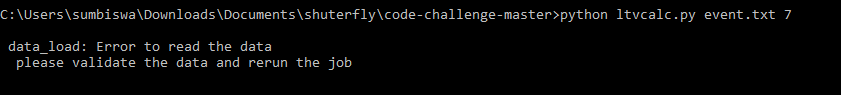 C:\Users\sumbiswa\Downloads\Documents\shuterfly\code-challenge-master>python ltvcalc.py event.txt 7
data_load: Error to read the data
please validate the data and rerun the job